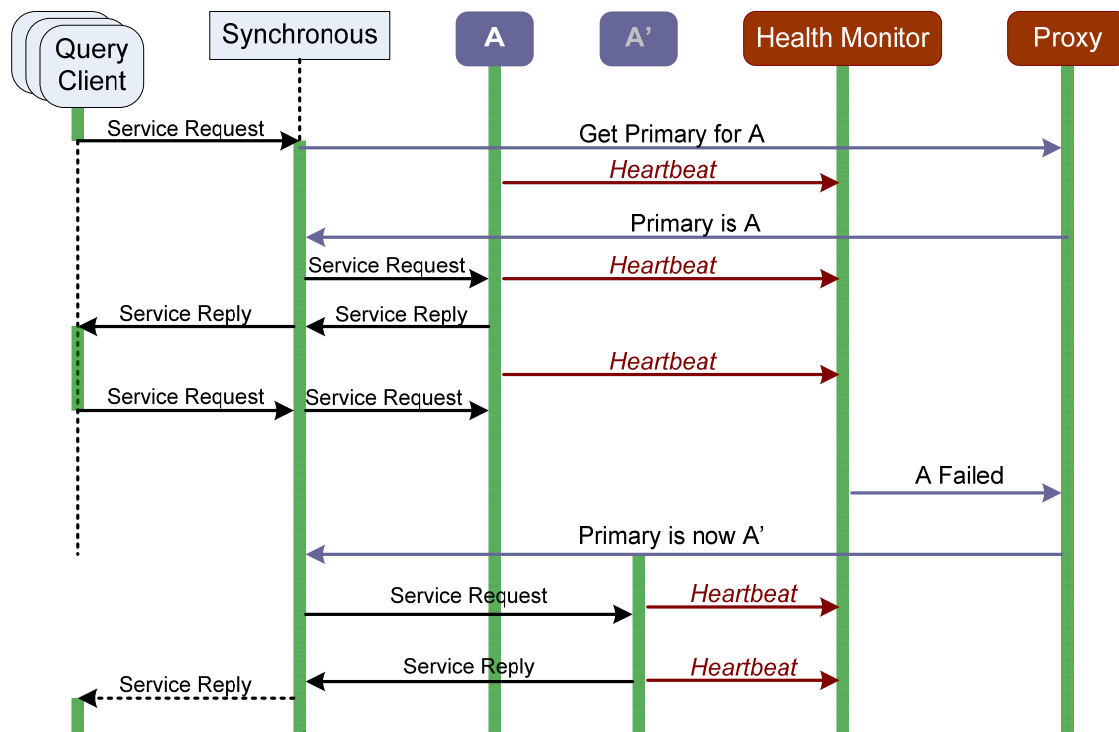 Query
Client
Synchronous
A
A’
Health Monitor
Proxy
Service Request
Get Primary for A
Heartbeat
Primary is A
Service Request
Heartbeat
Service Reply
Service Reply
Heartbeat
Service Request
Service Request
A Failed
Primary is now A’
Service Request
Heartbeat
Service Reply
Heartbeat
Service Reply